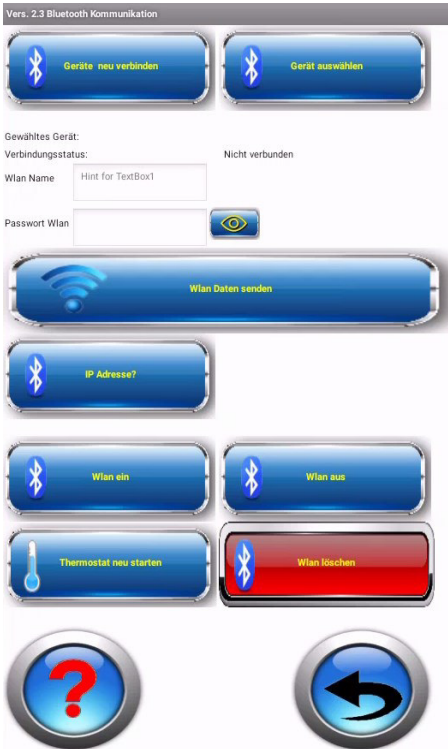 Vers. 2.3 Bluetooth Kommunikation
Geräte neu verbinden
Gerät auswählen
Gewähltes Gerät:
Verbindungsstatus: Nicht verbunden
Wlan Name Hint for TextBox1
Passwort Wlan
Wlan Daten senden
IP Adresse?
Wlan ein
Wlan aus
Thermostat neu starten
Wlan löschen
?